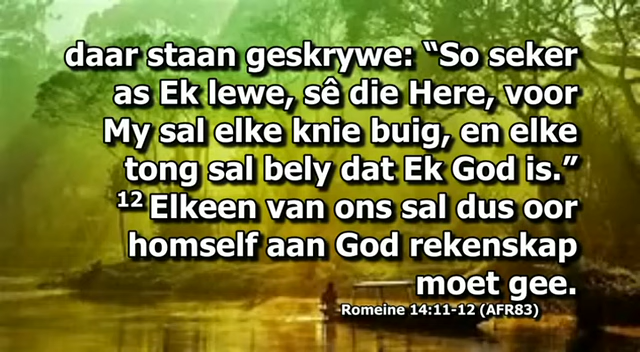 daar staan geskrywe: “So seker
as Ek lewe, sê die Here, voor
My sal elke knie buig, en elke
tong sal bely dat Ek God is.”
12 Elkeen van ons sal dus oor
homself aan God rekenskap
moet gee.
Romeine 14:11-12 (AFR83)